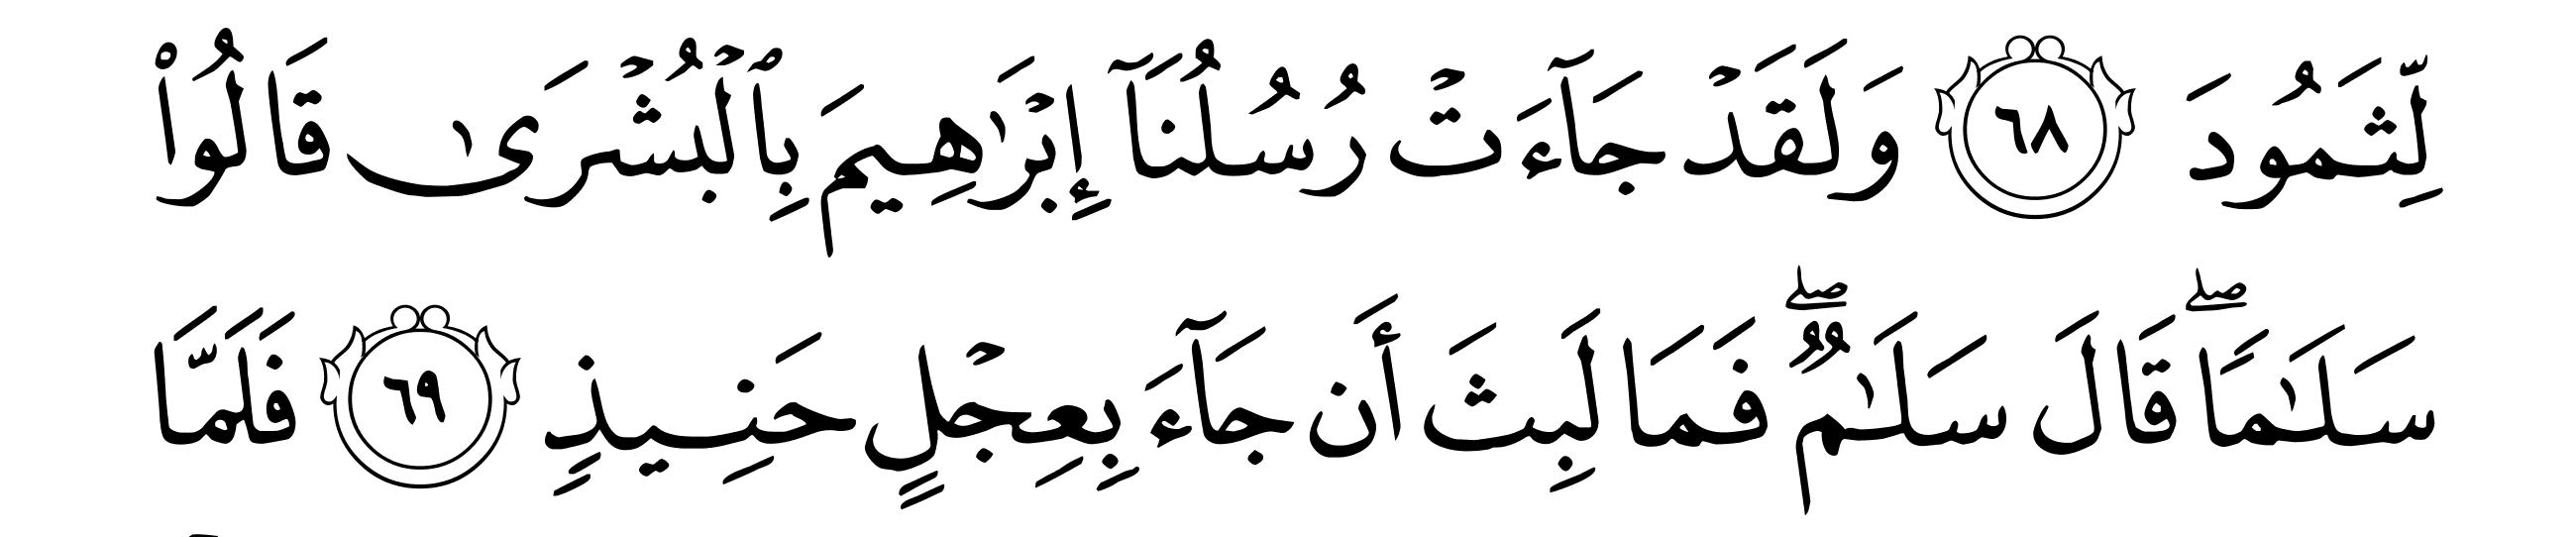 لِّثَمُودَ ٦٨ وَلَقَدۡ جَآءَتۡ رُسُلُنَآ إِبۡرَٰهِيمَ بِٱلۡبُشۡرَىٰ قَالُواْ
سَلَٰمٗاۖ قَالَ سَلَٰمٞۖ فَمَا لَبِثَ أَن جَآءَ بِعِجۡلٍ حَنِيذٖ ٦٩ فَلَمَّا